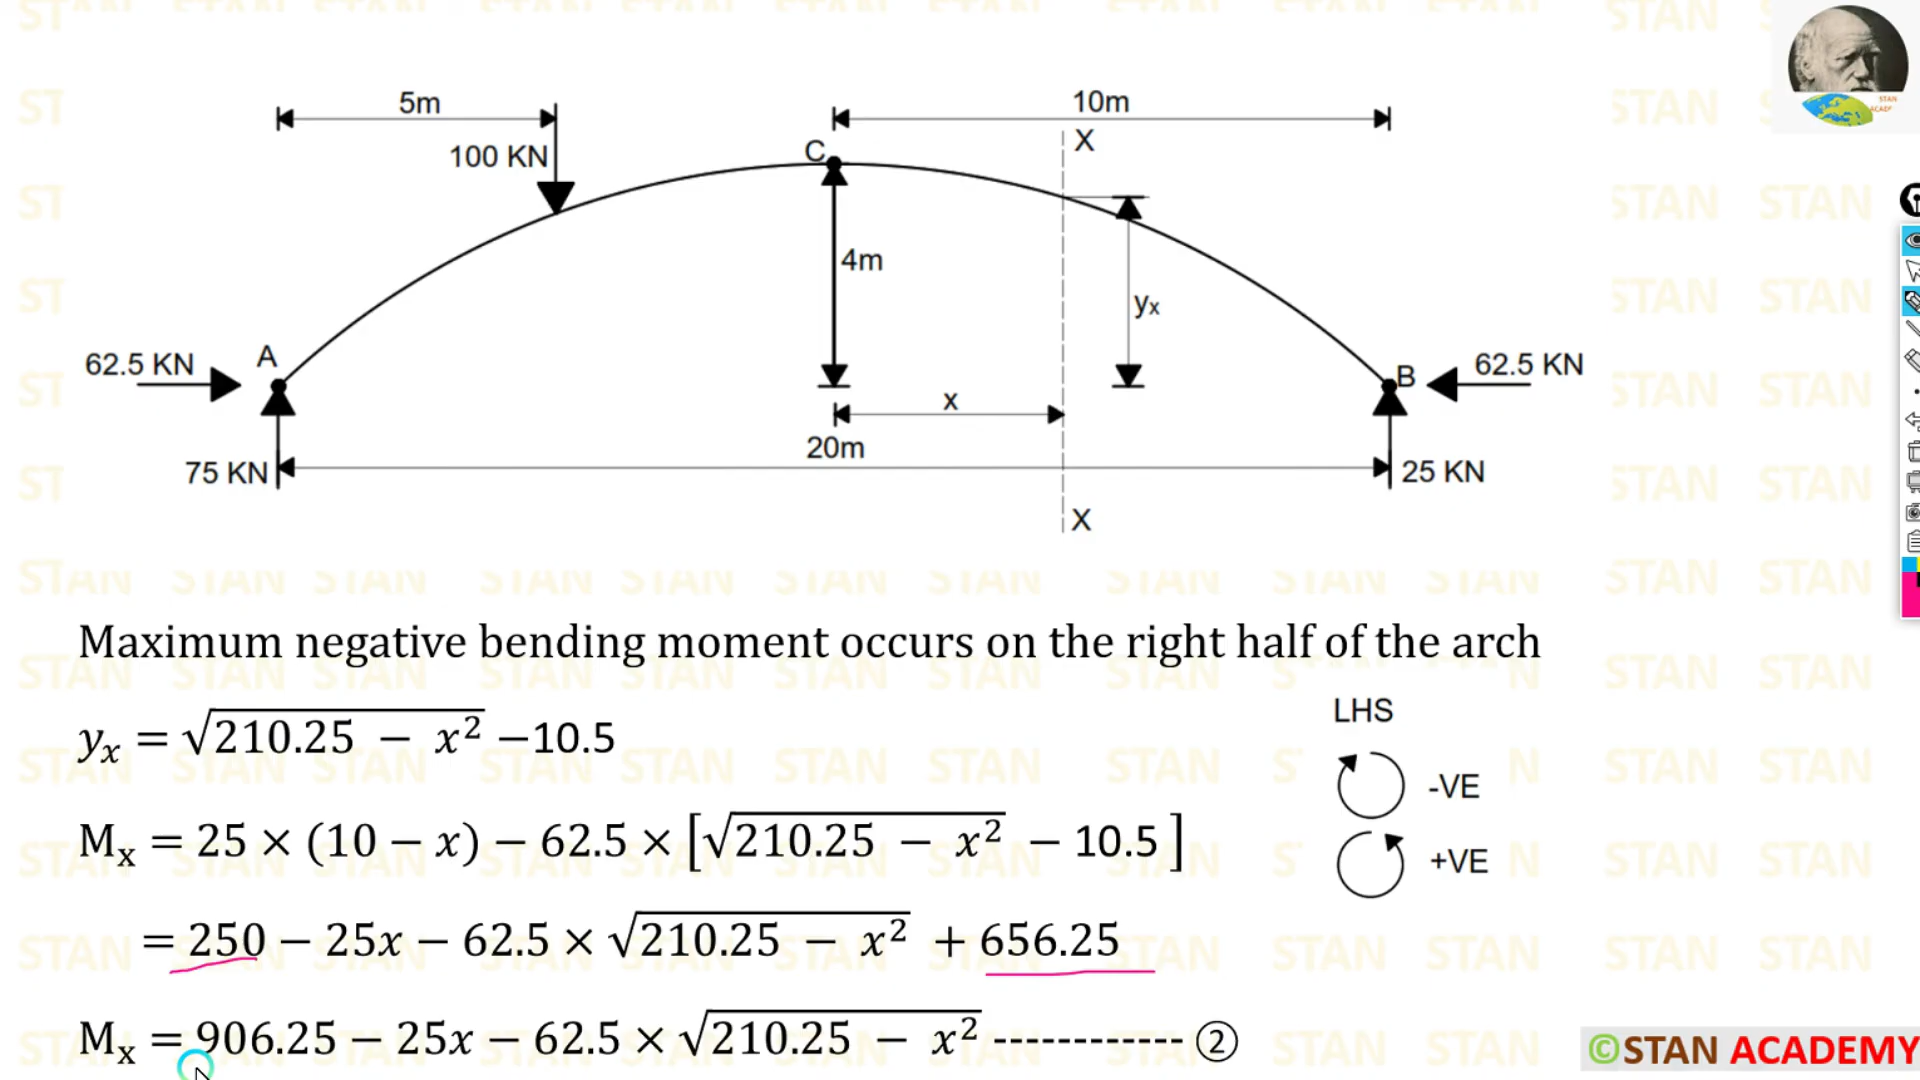 5m
10m
100 KN
C
X
4m
yx
62.5 KN
A
B
62.5 KN
x
20m
75 KN
25 KN
X
Maximum negative bending moment occurs on the right half of the arch
yₓ = √(210.25 − x²) −10.5
LHS
-VE
Mₓ = 25 × (10 − x) − 62.5 × [√(210.25 − x²) − 10.5]
+VE
= 250 − 25x − 62.5 × √(210.25 − x²) + 656.25
Mₓ = 906.25 − 25x − 62.5 × √(210.25 − x²) ------------ ②
©STAN ACADEMY